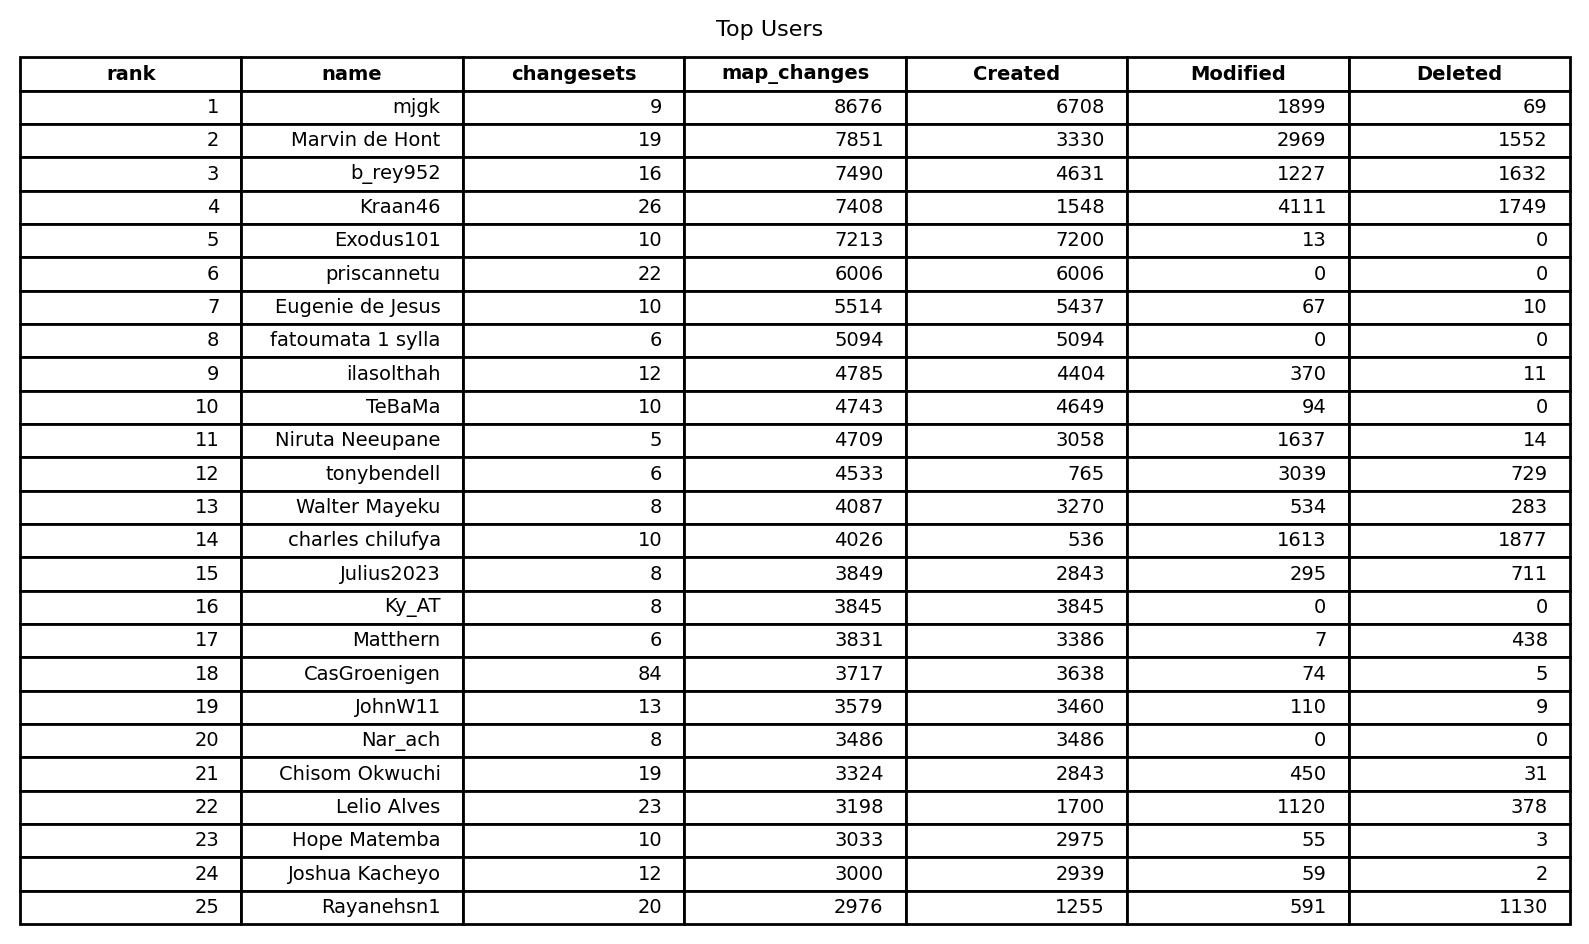 Top Users
rank name changesets map_changes Created Modified Deleted
1 mjgk 9 8676 6708 1899 69
2 Marvin de Hont 19 7851 3330 2969 1552
3 b_rey952 16 7490 4631 1227 1632
4 Kraan46 26 7408 1548 4111 1749
5 Exodus101 10 7213 7200 13 0
6 priscannetu 22 6006 6006 0 0
7 Eugenie de Jesus 10 5514 5437 67 10
8 fatoumata 1 sylla 6 5094 5094 0 0
9 ilasolthah 12 4785 4404 370 11
10 TeBaMa 10 4743 4649 94 0
11 Niruta Neeupane 5 4709 3058 1637 14
12 tonybendell 6 4533 765 3039 729
13 Walter Mayeku 8 4087 3270 534 283
14 charles chilufya 10 4026 536 1613 1877
15 Julius2023 8 3849 2843 295 711
16 Ky_AT 8 3845 3845 0 0
17 Matthern 6 3831 3386 7 438
18 CasGroenigen 84 3717 3638 74 5
19 JohnW11 13 3579 3460 110 9
20 Nar_ach 8 3486 3486 0 0
21 Chisom Okwuchi 19 3324 2843 450 31
22 Lelio Alves 23 3198 1700 1120 378
23 Hope Matemba 10 3033 2975 55 3
24 Joshua Kacheyo 12 3000 2939 59 2
25 Rayanehsn1 20 2976 1255 591 1130